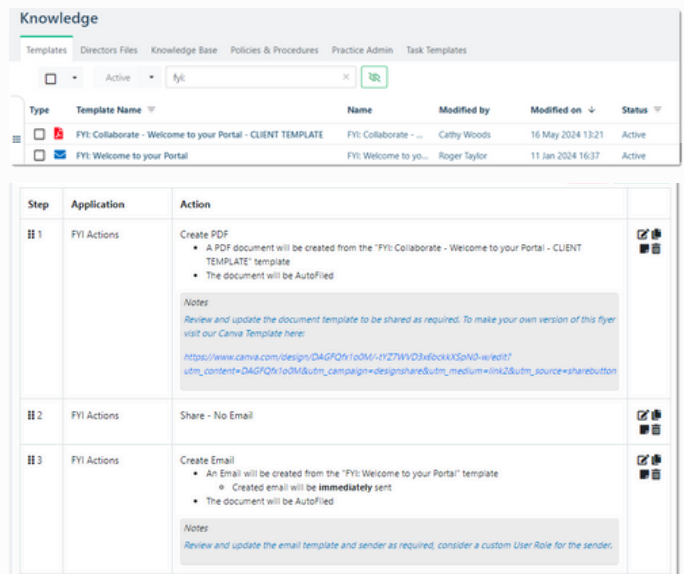 Knowledge
Templates Directors Files Knowledge Base Policies & Procedures Practice Admin Task Templates
Active fyi: ×
Type Template Name Name Modified by Modified on ↓ Status
FYI: Collaborate - Welcome to your Portal - CLIENT TEMPLATE FYI: Collaborate - ... Cathy Woods 16 May 2024 13:21 Active
FYI: Welcome to your Portal FYI: Welcome to yo... Roger Taylor 11 Jan 2024 16:37 Active
Step Application Action
1 FYI Actions Create PDF
• A PDF document will be created from the "FYI: Collaborate - Welcome to your Portal - CLIENT
TEMPLATE" template
• The document will be AutoFiled
Notes
Review and update the document template to be shared as required. To make your own version of this flyer
visit our Canva Template here:
utm_content=DAGFQfx1o0M&utm_campaign=designshare&utm_medium=link2&utm_source=sharebutton
2 FYI Actions Share - No Email
3 FYI Actions Create Email
• An Email will be created from the "FYI: Welcome to your Portal" template
○ Created email will be immediately sent
• The document will be AutoFiled
Notes
Review and update the email template and sender as required, consider a custom User Role for the sender.